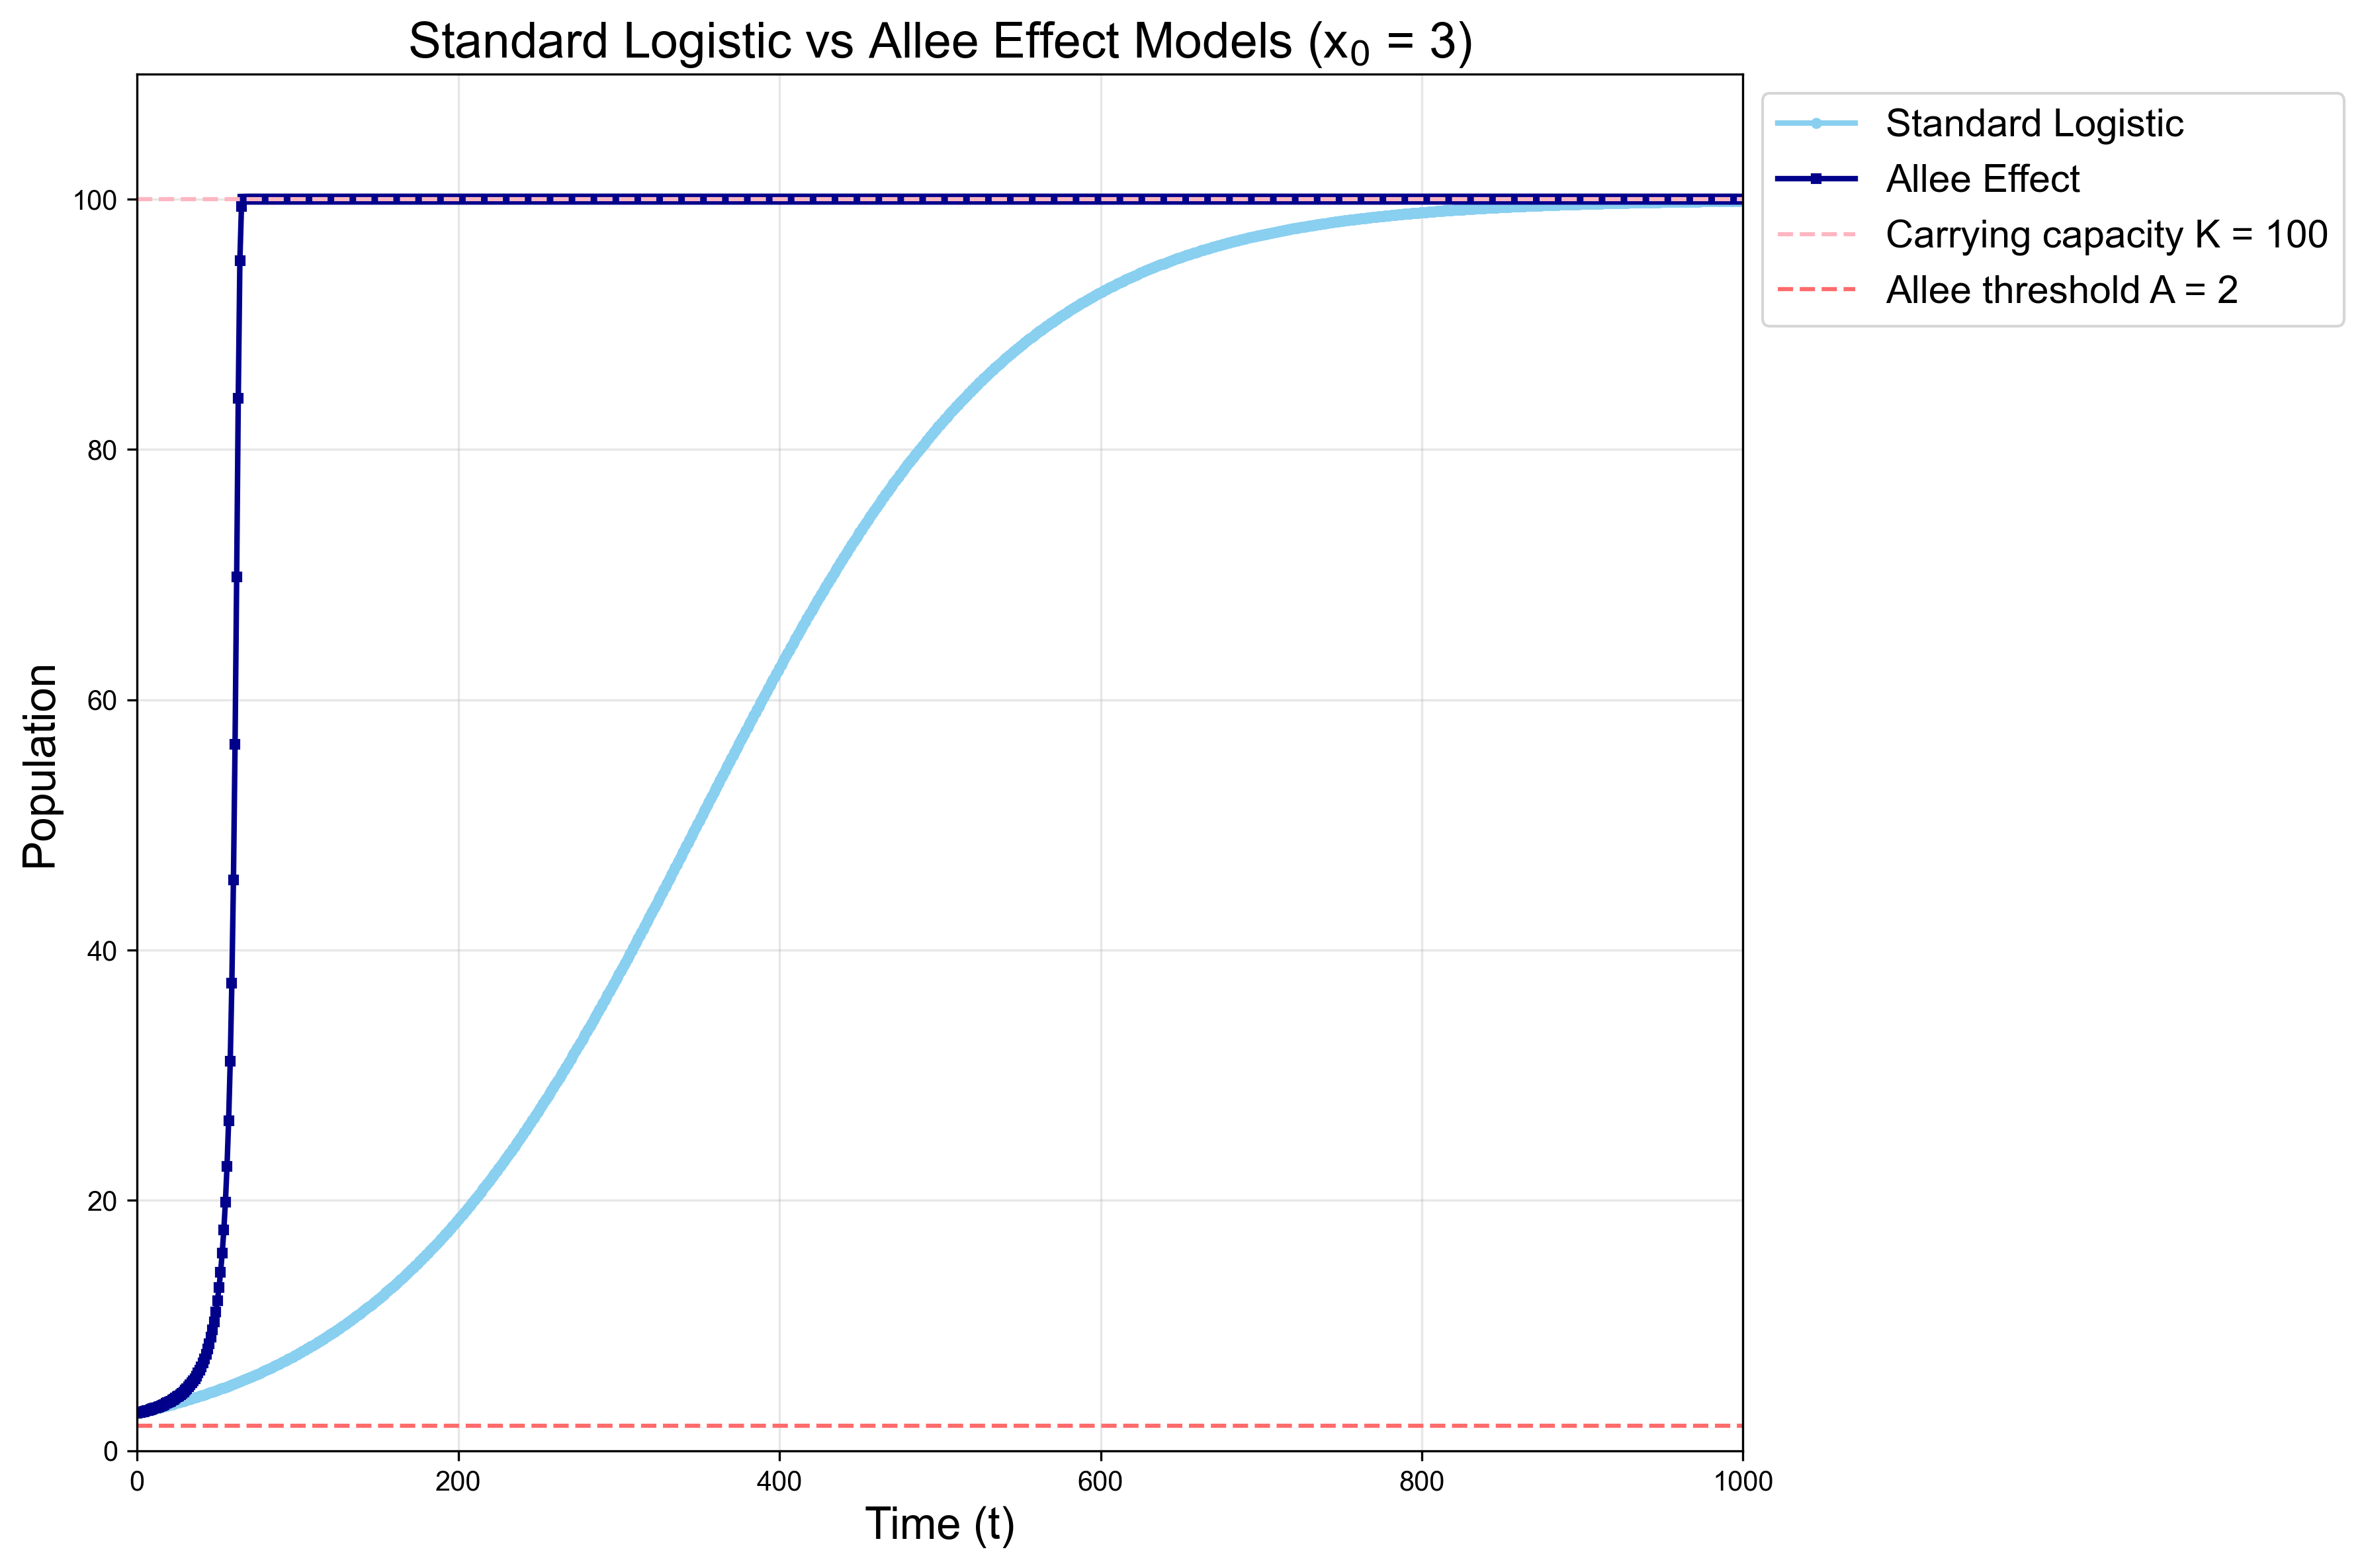 Standard Logistic vs Allee Effect Models (x₀ = 3)
Standard Logistic
Allee Effect
Carrying capacity K = 100
Allee threshold A = 2
Population
100
80
60
40
20
0
0 200 400 600 800 1000
Time (t)